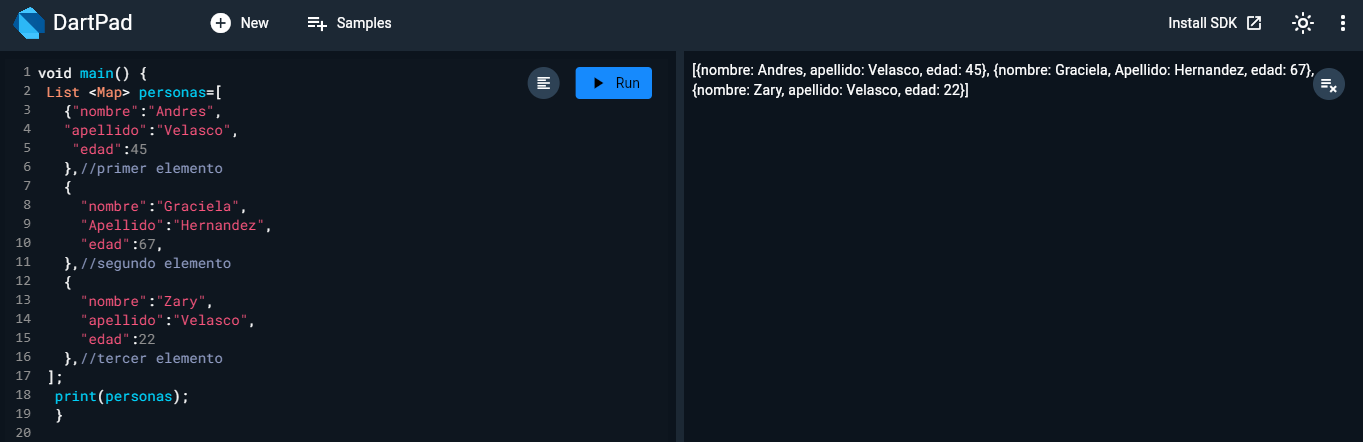 DartPad
New
Samples
Install SDK
Run
1 void main() {
2 List <Map> personas=[
3 {"nombre":"Andres",
4 "apellido":"Velasco",
5 "edad":45
6 },//primer elemento
7 {
8 "nombre":"Graciela",
9 "Apellido":"Hernandez",
10 "edad":67,
11 },//segundo elemento
12 {
13 "nombre":"Zary",
14 "apellido":"Velasco",
15 "edad":22
16 },//tercer elemento
17 ];
18 print(personas);
19 }
20
[{nombre: Andres, apellido: Velasco, edad: 45}, {nombre: Graciela, Apellido: Hernandez, edad: 67},
{nombre: Zary, apellido: Velasco, edad: 22}]